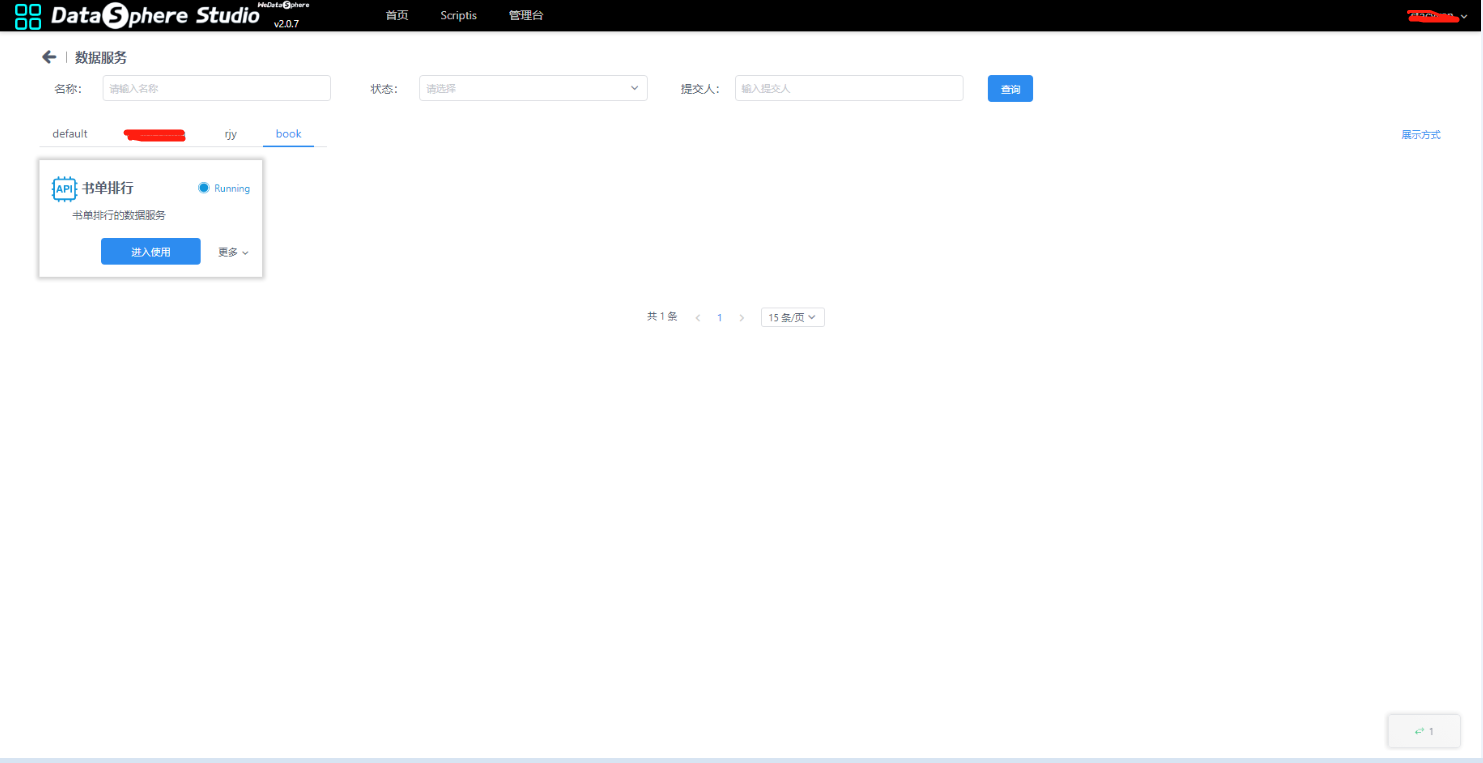 DataSphere Studio WeDataSphere
v2.0.7
首页 Scriptis 管理台
数据服务
名称： 请输入名称 状态： 请选择 提交人： 输入提交人 查询
default rjy book 展示方式
API 书单排行 Running
书单排行的数据服务
进入使用 更多
共 1 条 1 15 条/页
1